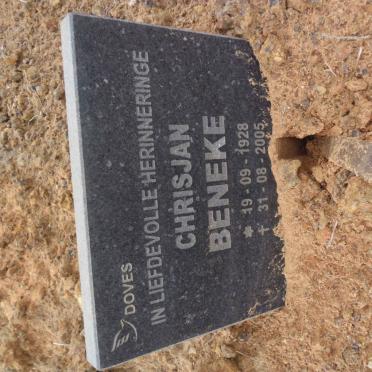 DOVES
IN LIEFDEVOLLE HERINNERINGE
CHRISJAN
BENEKE
* 19 - 09 - 1928
† 31 - 08 - 2005